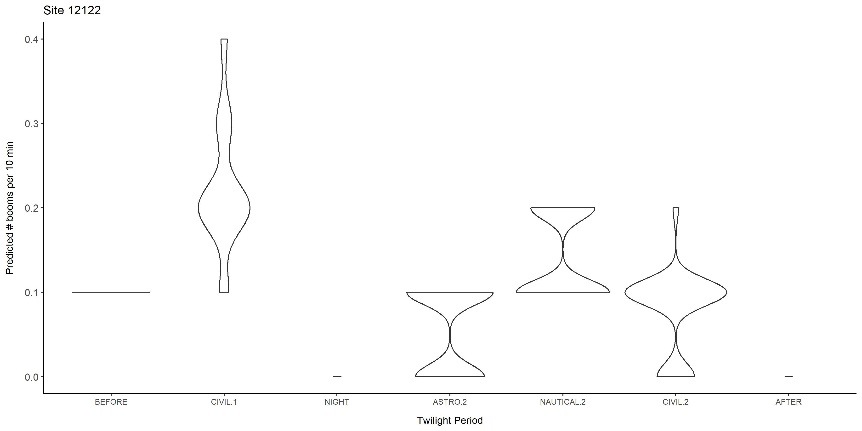 Site 12122
0.4
0.3
0.2
0.1
0.0
Predicted # booms per 10 min
BEFORE CIVIL.1 NIGHT ASTRO.2 NAUTICAL.2 CIVIL.2 AFTER
Twilight Period